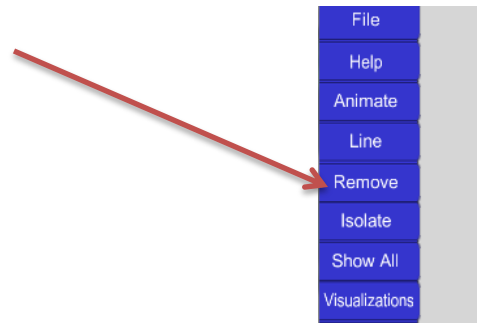 File
Help
Animate
Line
Remove
Isolate
Show All
Visualizations